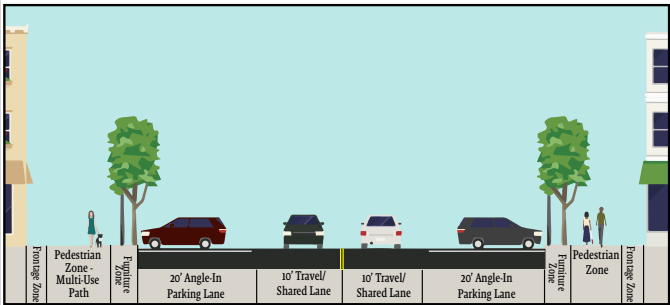 Frontage Zone
Pedestrian
Zone -
Multi-Use
Path
Furniture
Zone
20' Angle-In
Parking Lane
10' Travel/
Shared Lane
10' Travel/
Shared Lane
20' Angle-In
Parking Lane
Furniture
Zone
Pedestrian
Zone
Frontage Zone